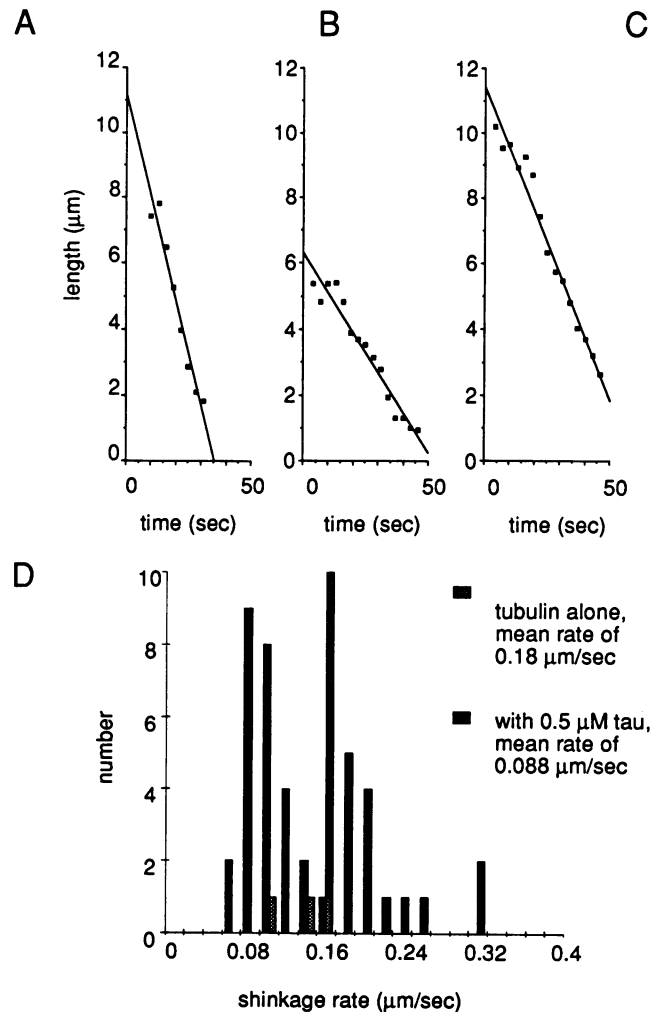 A B C
12 12 12
10 10 10
8 8 8
6 6 6
4 4 4
2 2 2
0 0 0
length (µm)
0 50 0 50 0 50
time (sec) time (sec) time (sec)
D
10
8
6
4
2
0
number
tubulin alone,
mean rate of
0.18 µm/sec
with 0.5 µM tau,
mean rate of
0.088 µm/sec
0 0.08 0.16 0.24 0.32 0.4
shinkage rate (µm/sec)